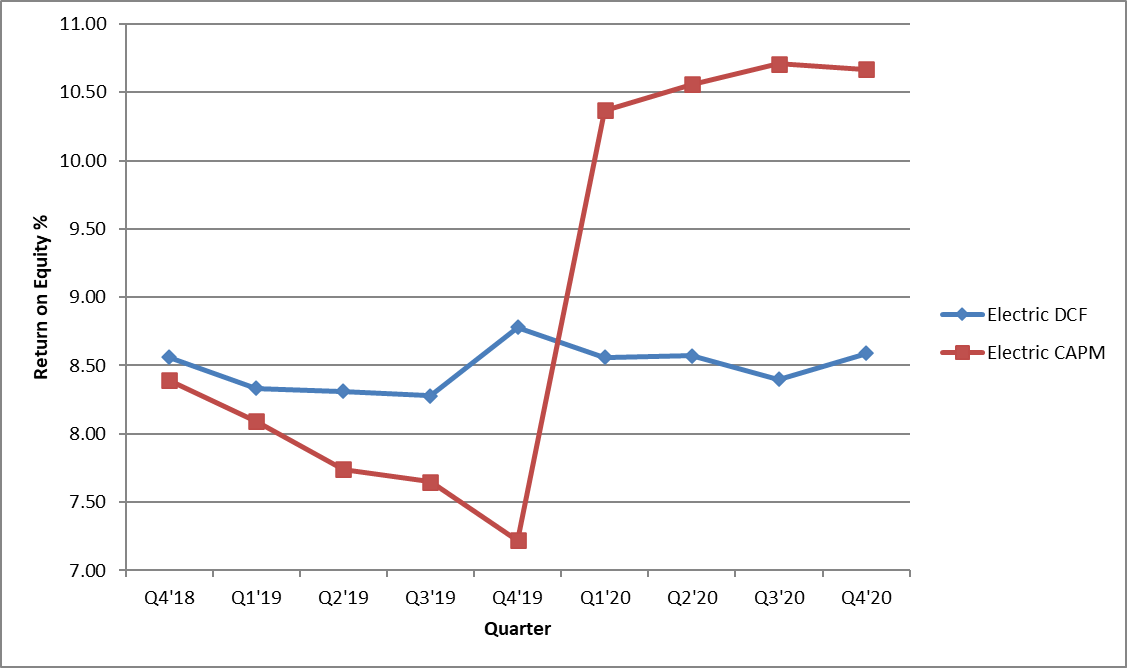 11.00
10.50
10.00
9.50
9.00
8.50
8.00
7.50
7.00
Return on Equity %
Q4'18 Q1'19 Q2'19 Q3'19 Q4'19 Q1'20 Q2'20 Q3'20 Q4'20
Quarter
Electric DCF
Electric CAPM